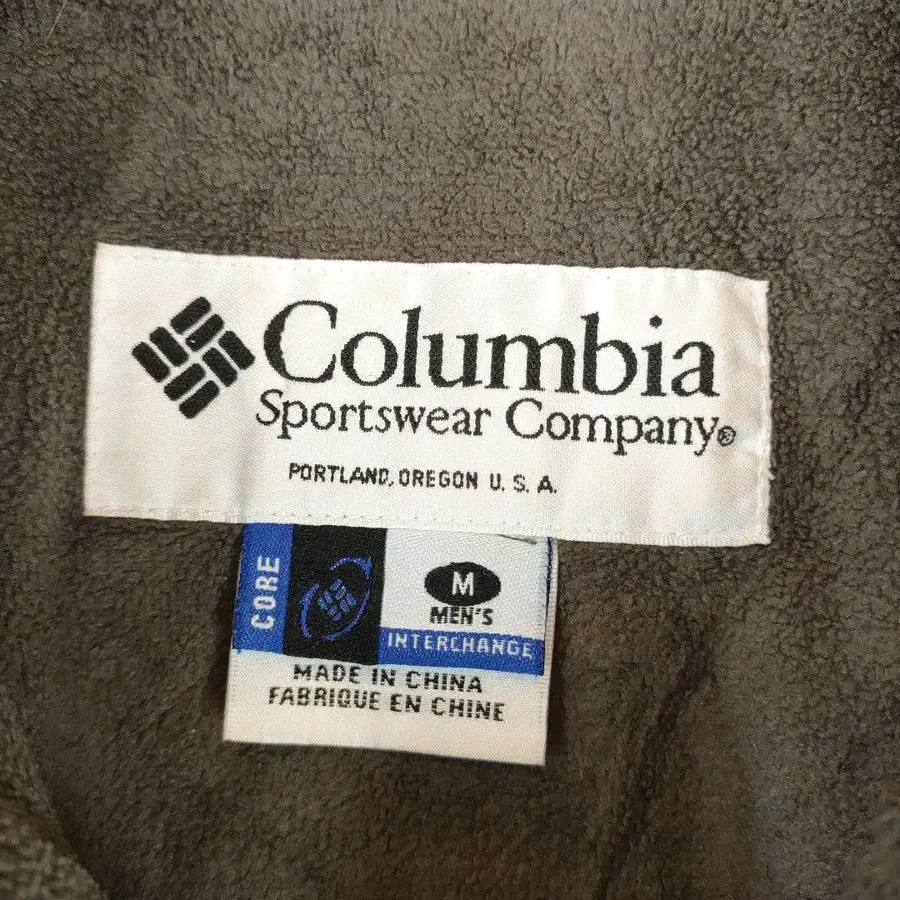 Columbia
Sportswear Company®
PORTLAND, OREGON U. S. A.
CORE
M
MEN'S
INTERCHANGE
MADE IN CHINA
FABRIQUE EN CHINE